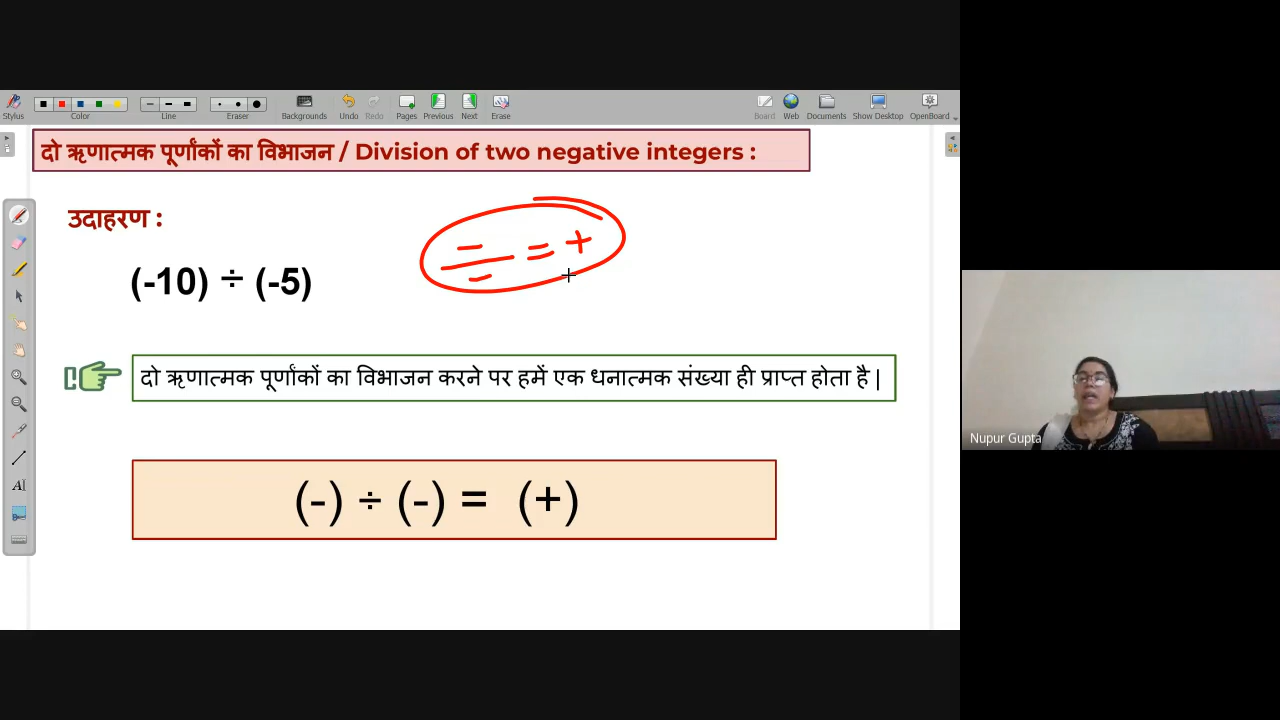 Stylus
Color
Line
Eraser
Backgrounds
Undo
Redo
Pages
Previous
Next
Erase
Board
Web
Documents
Show Desktop
OpenBoard
दो ऋणात्मक पूर्णांकों का विभाजन / Division of two negative integers :
उदाहरण :
(-10) ÷ (-5)
-/- = +
दो ऋणात्मक पूर्णांकों का विभाजन करने पर हमें एक धनात्मक संख्या ही प्राप्त होता है |
(-) ÷ (-) = (+)
Nupur Gupta